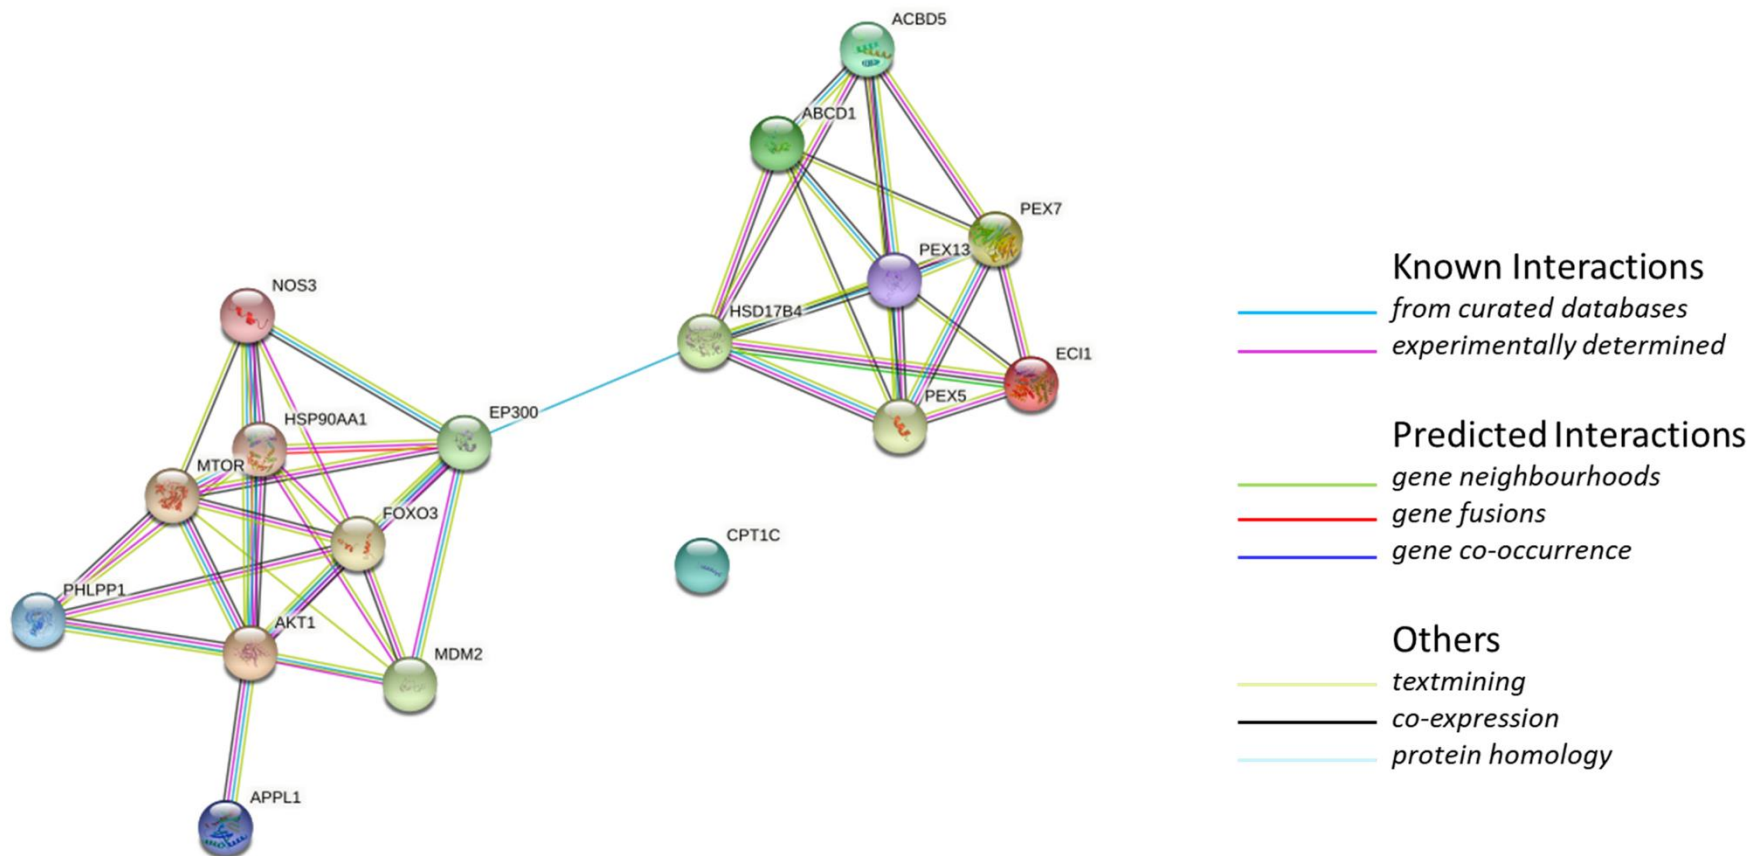 ACBD5
ABCD1
PEX7
PEX13
NOS3
HSD17B4
ECI1
PEX5
EP300
HSP90AA1
MTOR
FOXO3
CPT1C
PHLPP1
AKT1
MDM2
APPL1
Known Interactions
from curated databases
experimentally determined
Predicted Interactions
gene neighbourhoods
gene fusions
gene co-occurrence
Others
textmining
co-expression
protein homology